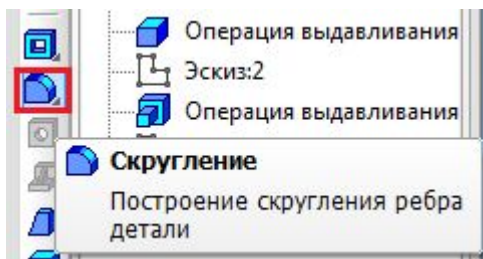 Операция выдавливания
Эскиз:2
Операция выдавливания
Скругление
Построение скругления ребра
детали